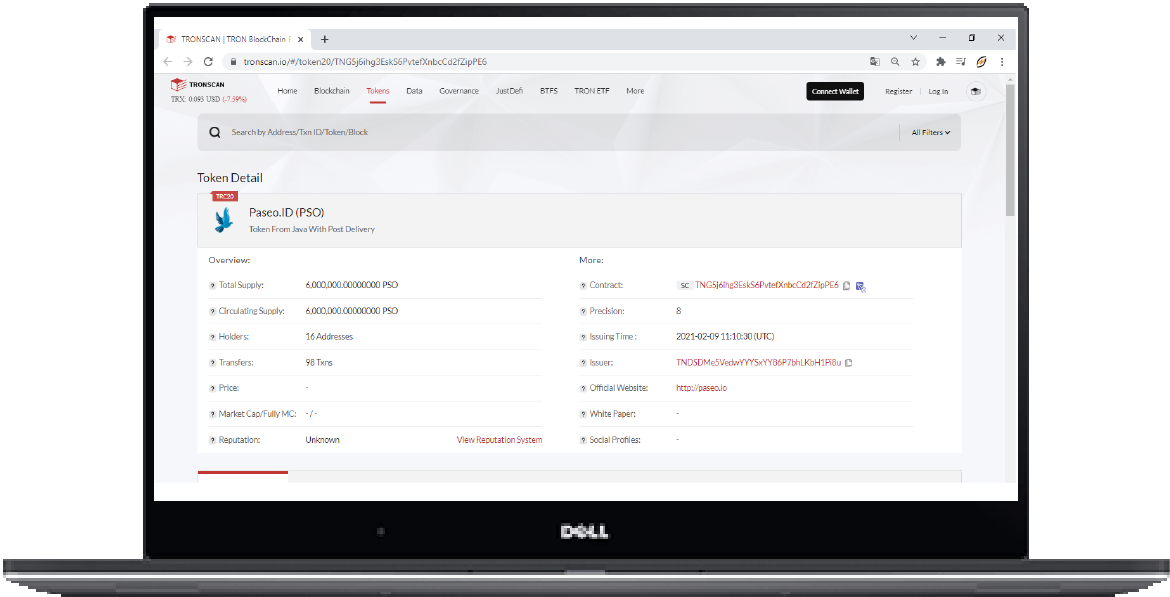 TRONSCAN | TRON BlockChain
tronscan.io/#/token20/TNG5j6ihg3EskS6PvtefXnbcCd2fZipPE6
TRONSCAN
TRX: 0.093 USD (-7.59%)
Home Blockchain Tokens Data Governance JustDefi BTFS TRON ETF More
Connect Wallet Register Log In
Search by Address/Txn ID/Token/Block
All Filters
Token Detail
TRC20
Paseo.ID (PSO)
Token From Java With Post Delivery
Overview:
Total Supply: 6,000,000.00000000 PSO
Circulating Supply: 6,000,000.00000000 PSO
Holders: 16 Addresses
Transfers: 98 Txns
Price: -
Market Cap/Fully MC: - / -
Reputation: Unknown View Reputation System
More:
Contract: SC TNG5j6ihg3EskS6PvtefXnbcCd2fZipPE6
Precision: 8
Issuing Time : 2021-02-09 11:10:30 (UTC)
Issuer: TNDSDMe5VedwYYYSxYY86P7bhLKbH1Fi8u
Official Website: http://paseo.io
White Paper: -
Social Profiles: -
DELL